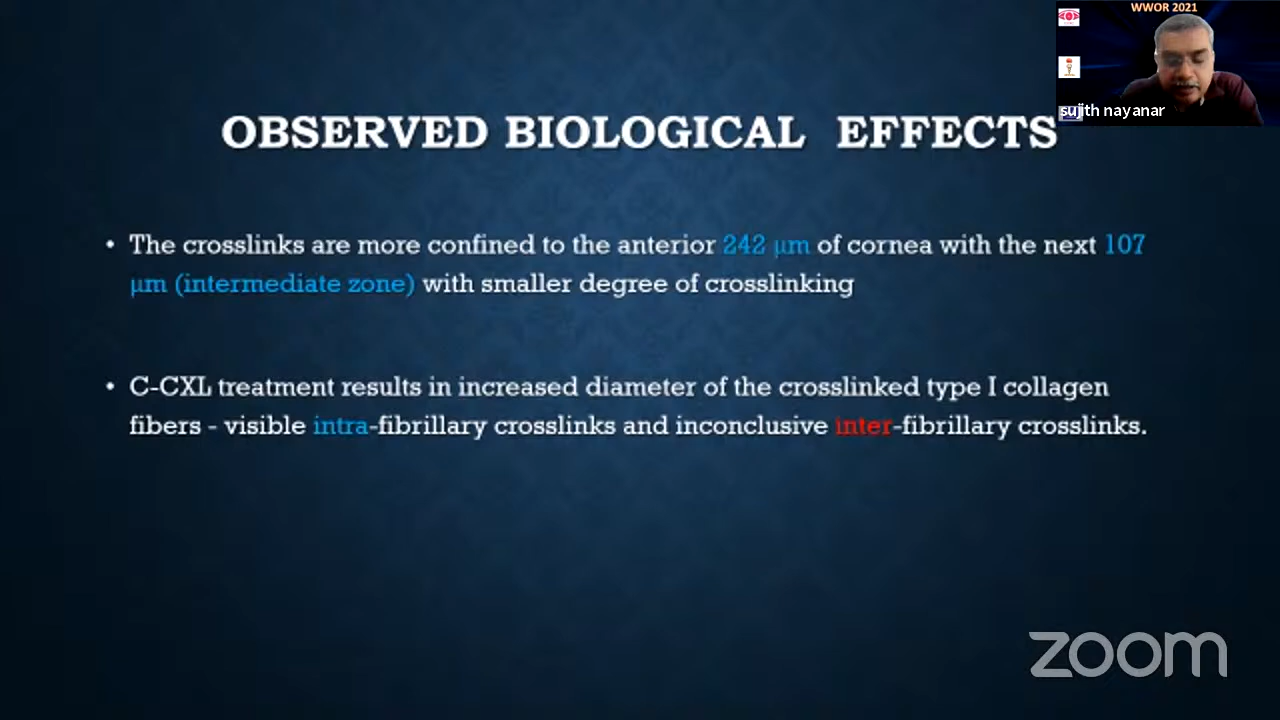 WWOR 2021
sujith nayanar
OBSERVED BIOLOGICAL EFFECTS
• The crosslinks are more confined to the anterior 242 µm of cornea with the next 107
µm (intermediate zone) with smaller degree of crosslinking
• C-CXL treatment results in increased diameter of the crosslinked type I collagen
fibers - visible intra-fibrillary crosslinks and inconclusive inter-fibrillary crosslinks.
zoom